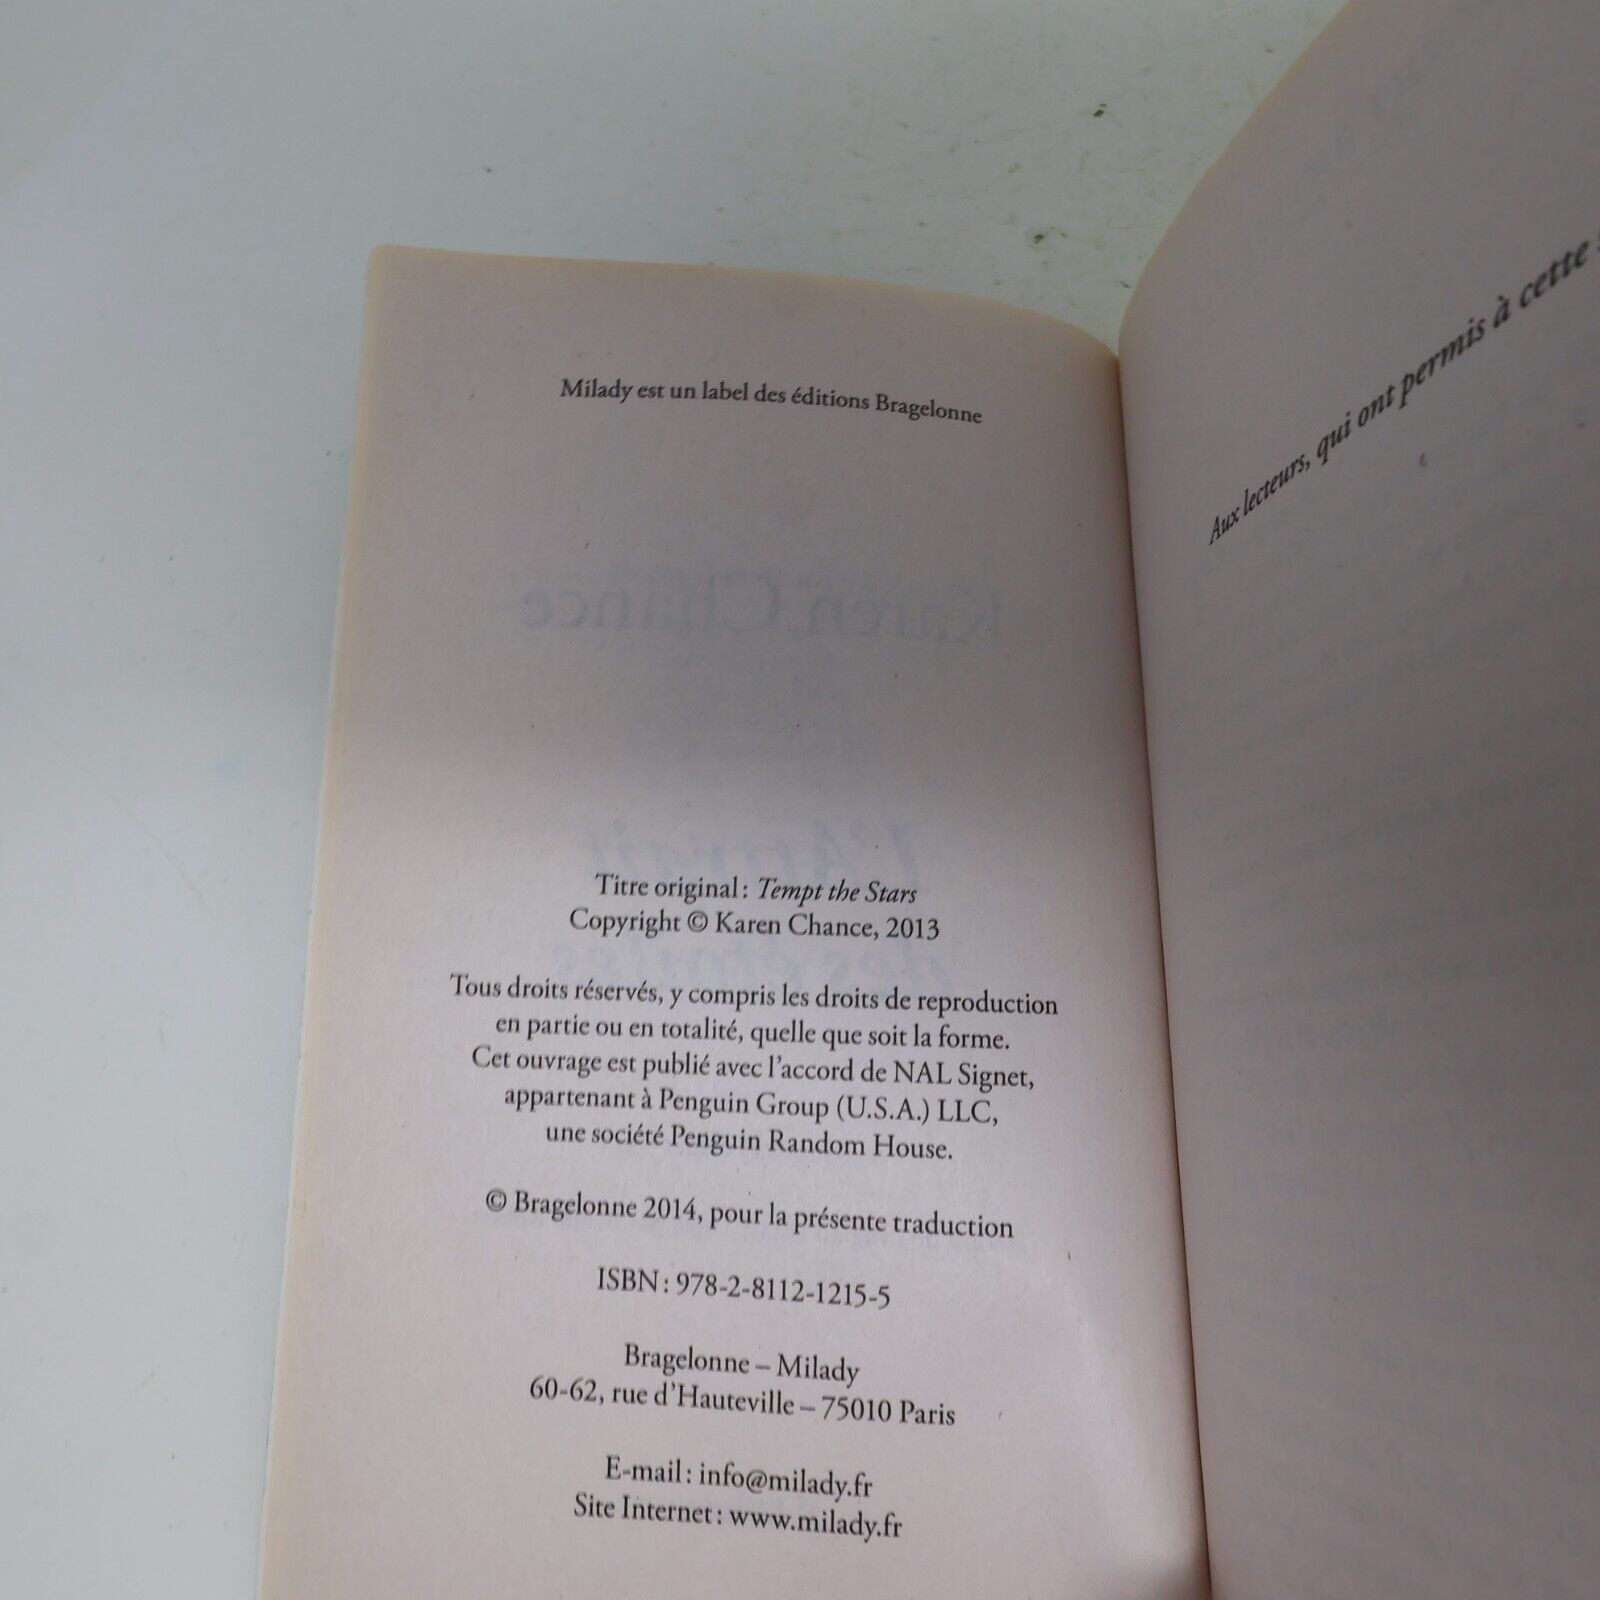 Milady est un label des éditions Bragelonne
Karen Chance
Titre original : Tempt the Stars
Copyright © Karen Chance, 2013
Tous droits réservés, y compris les droits de reproduction
en partie ou en totalité, quelle que soit la forme.
Cet ouvrage est publié avec l'accord de NAL Signet,
appartenant à Penguin Group (U.S.A.) LLC,
une société Penguin Random House.
© Bragelonne 2014, pour la présente traduction
ISBN : 978-2-8112-1215-5
Bragelonne – Milady
60-62, rue d'Hauteville – 75010 Paris
E-mail : info@milady.fr
Site Internet : www.milady.fr
Aux lecteurs, qui ont permis à cette